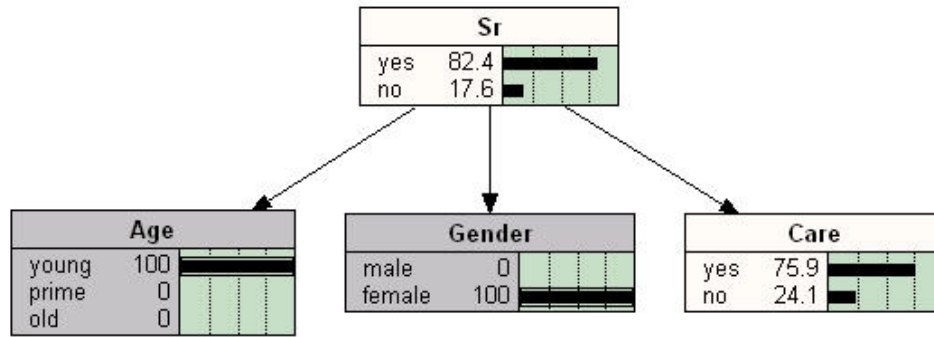 Sr
yes 82.4
no 17.6
Age
young 100
prime 0
old 0
Gender
male 0
female 100
Care
yes 75.9
no 24.1